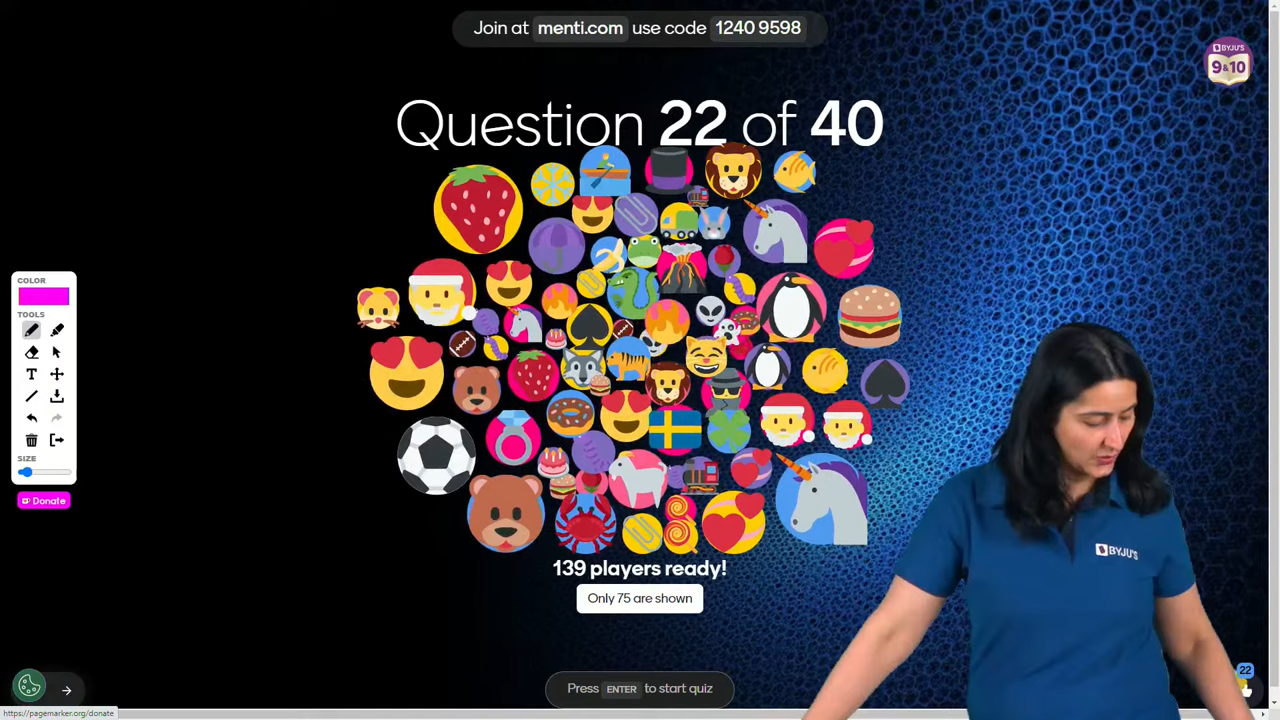 Join at menti.com use code 1240 9598
BYJU'S
9&10
Question 22 of 40
COLOR
TOOLS
T
SIZE
Donate
139 players ready!
Only 75 are shown
BYJU'S
22
Press ENTER to start quiz
https://pagemarker.org/donate